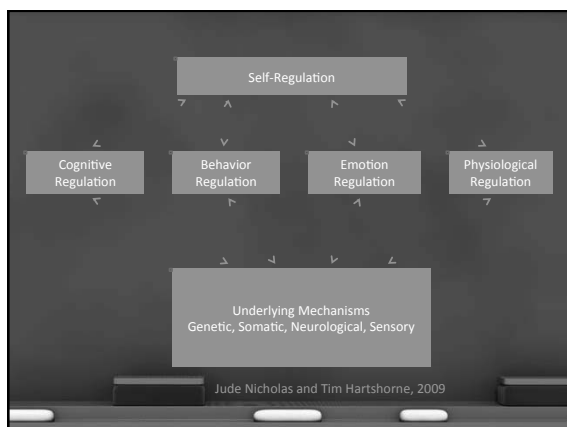 Self-Regulation
Cognitive
Regulation
Behavior
Regulation
Emotion
Regulation
Physiological
Regulation
Underlying Mechanisms
Genetic, Somatic, Neurological, Sensory
Jude Nicholas and Tim Hartshorne, 2009